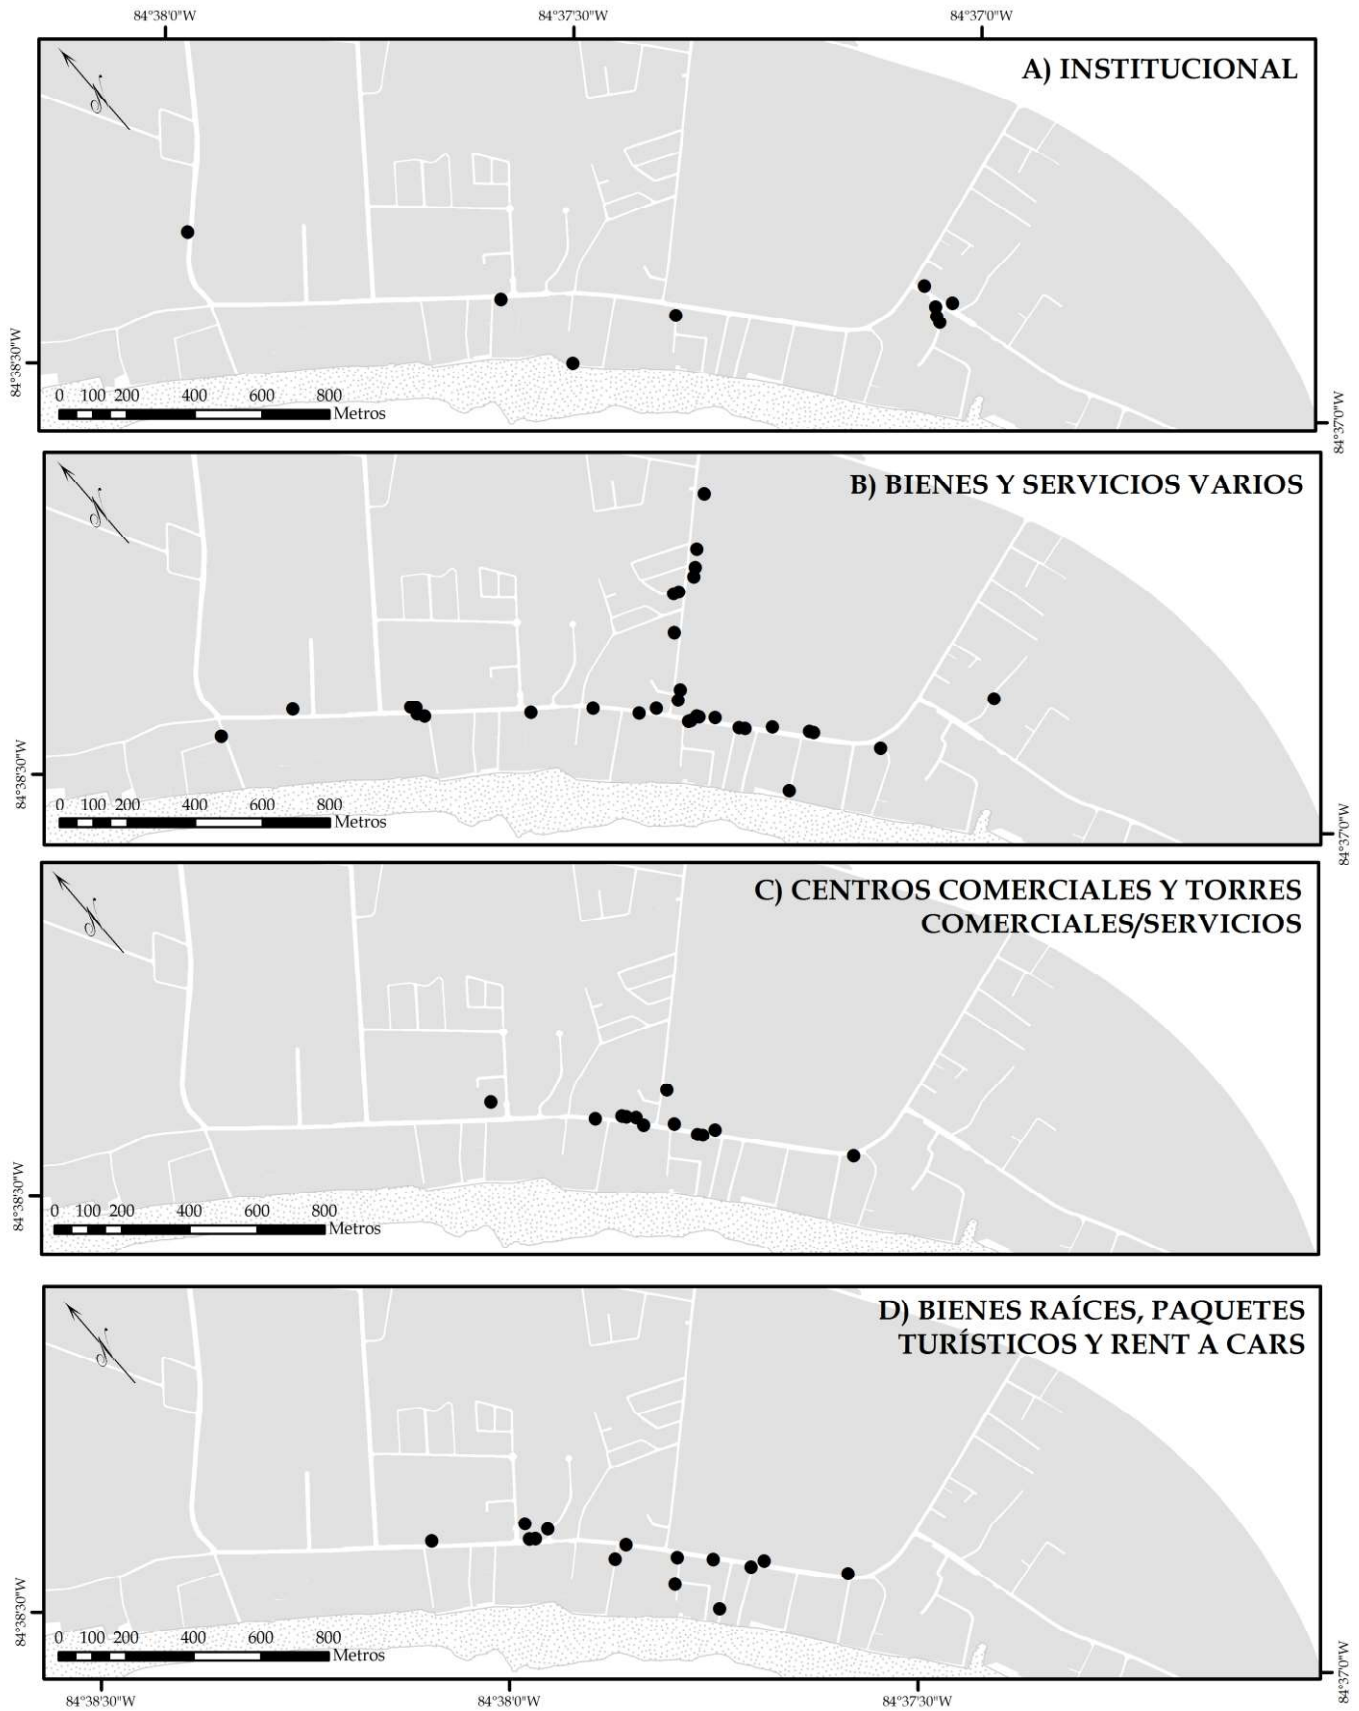 84°38'0"W 84°37'30"W 84°37'0"W
A) INSTITUCIONAL
84°38'30"W
0 100 200 400 600 800
Metros
84°37'0"W
B) BIENES Y SERVICIOS VARIOS
84°38'30"W
0 100 200 400 600 800
Metros
84°37'0"W
C) CENTROS COMERCIALES Y TORRES
COMERCIALES/SERVICIOS
84°38'30"W
0 100 200 400 600 800
Metros
D) BIENES RAÍCES, PAQUETES
TURÍSTICOS Y RENT A CARS
84°38'30"W
0 100 200 400 600 800
Metros
84°37'0"W
84°38'30"W 84°38'0"W 84°37'30"W